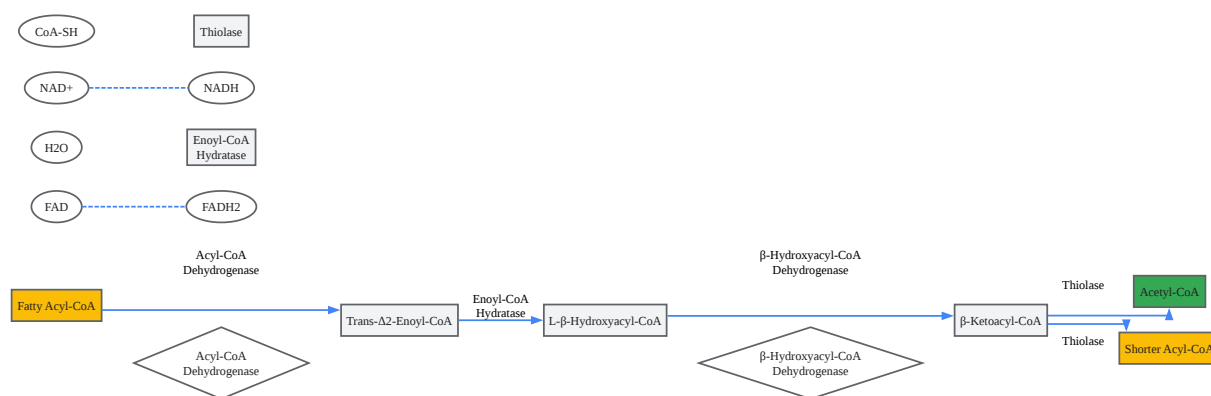 CoA-SH
Thiolase
NAD+
NADH
H2O
Enoyl-CoA
Hydratase
FAD
FADH2
Acyl-CoA
Dehydrogenase
β-Hydroxyacyl-CoA
Dehydrogenase
Fatty Acyl-CoA
Enoyl-CoA
Hydratase
Trans-Δ2-Enoyl-CoA
L-β-Hydroxyacyl-CoA
β-Ketoacyl-CoA
Thiolase
Acetyl-CoA
Thiolase
Shorter Acyl-CoA
Acyl-CoA
Dehydrogenase
β-Hydroxyacyl-CoA
Dehydrogenase